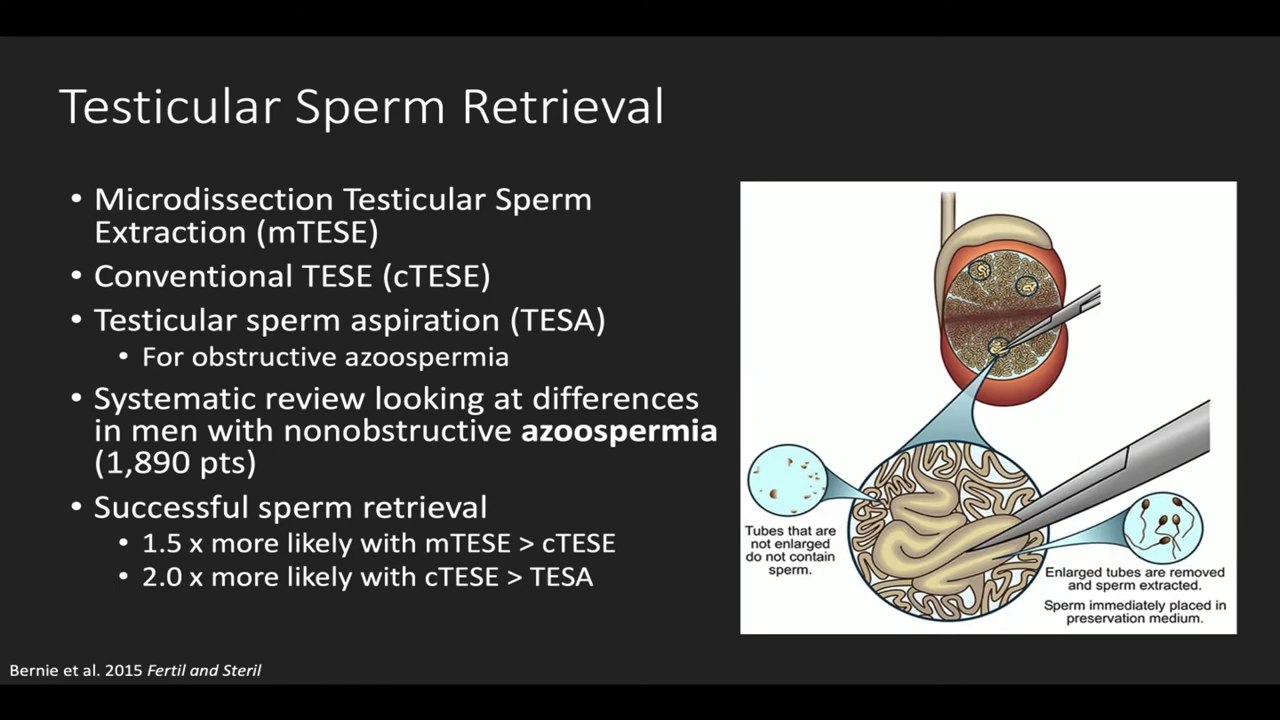 Testicular Sperm Retrieval
• Microdissection Testicular Sperm
Extraction (mTESE)
• Conventional TESE (cTESE)
• Testicular sperm aspiration (TESA)
• For obstructive azoospermia
• Systematic review looking at differences
in men with nonobstructive azoospermia
(1,890 pts)
• Successful sperm retrieval
• 1.5 x more likely with mTESE > cTESE
• 2.0 x more likely with cTESE > TESA
Tubes that are
not enlarged
do not contain
sperm.
Enlarged tubes are removed
and sperm extracted.
Sperm immediately placed in
preservation medium.
Bernie et al. 2015 Fertil and Steril